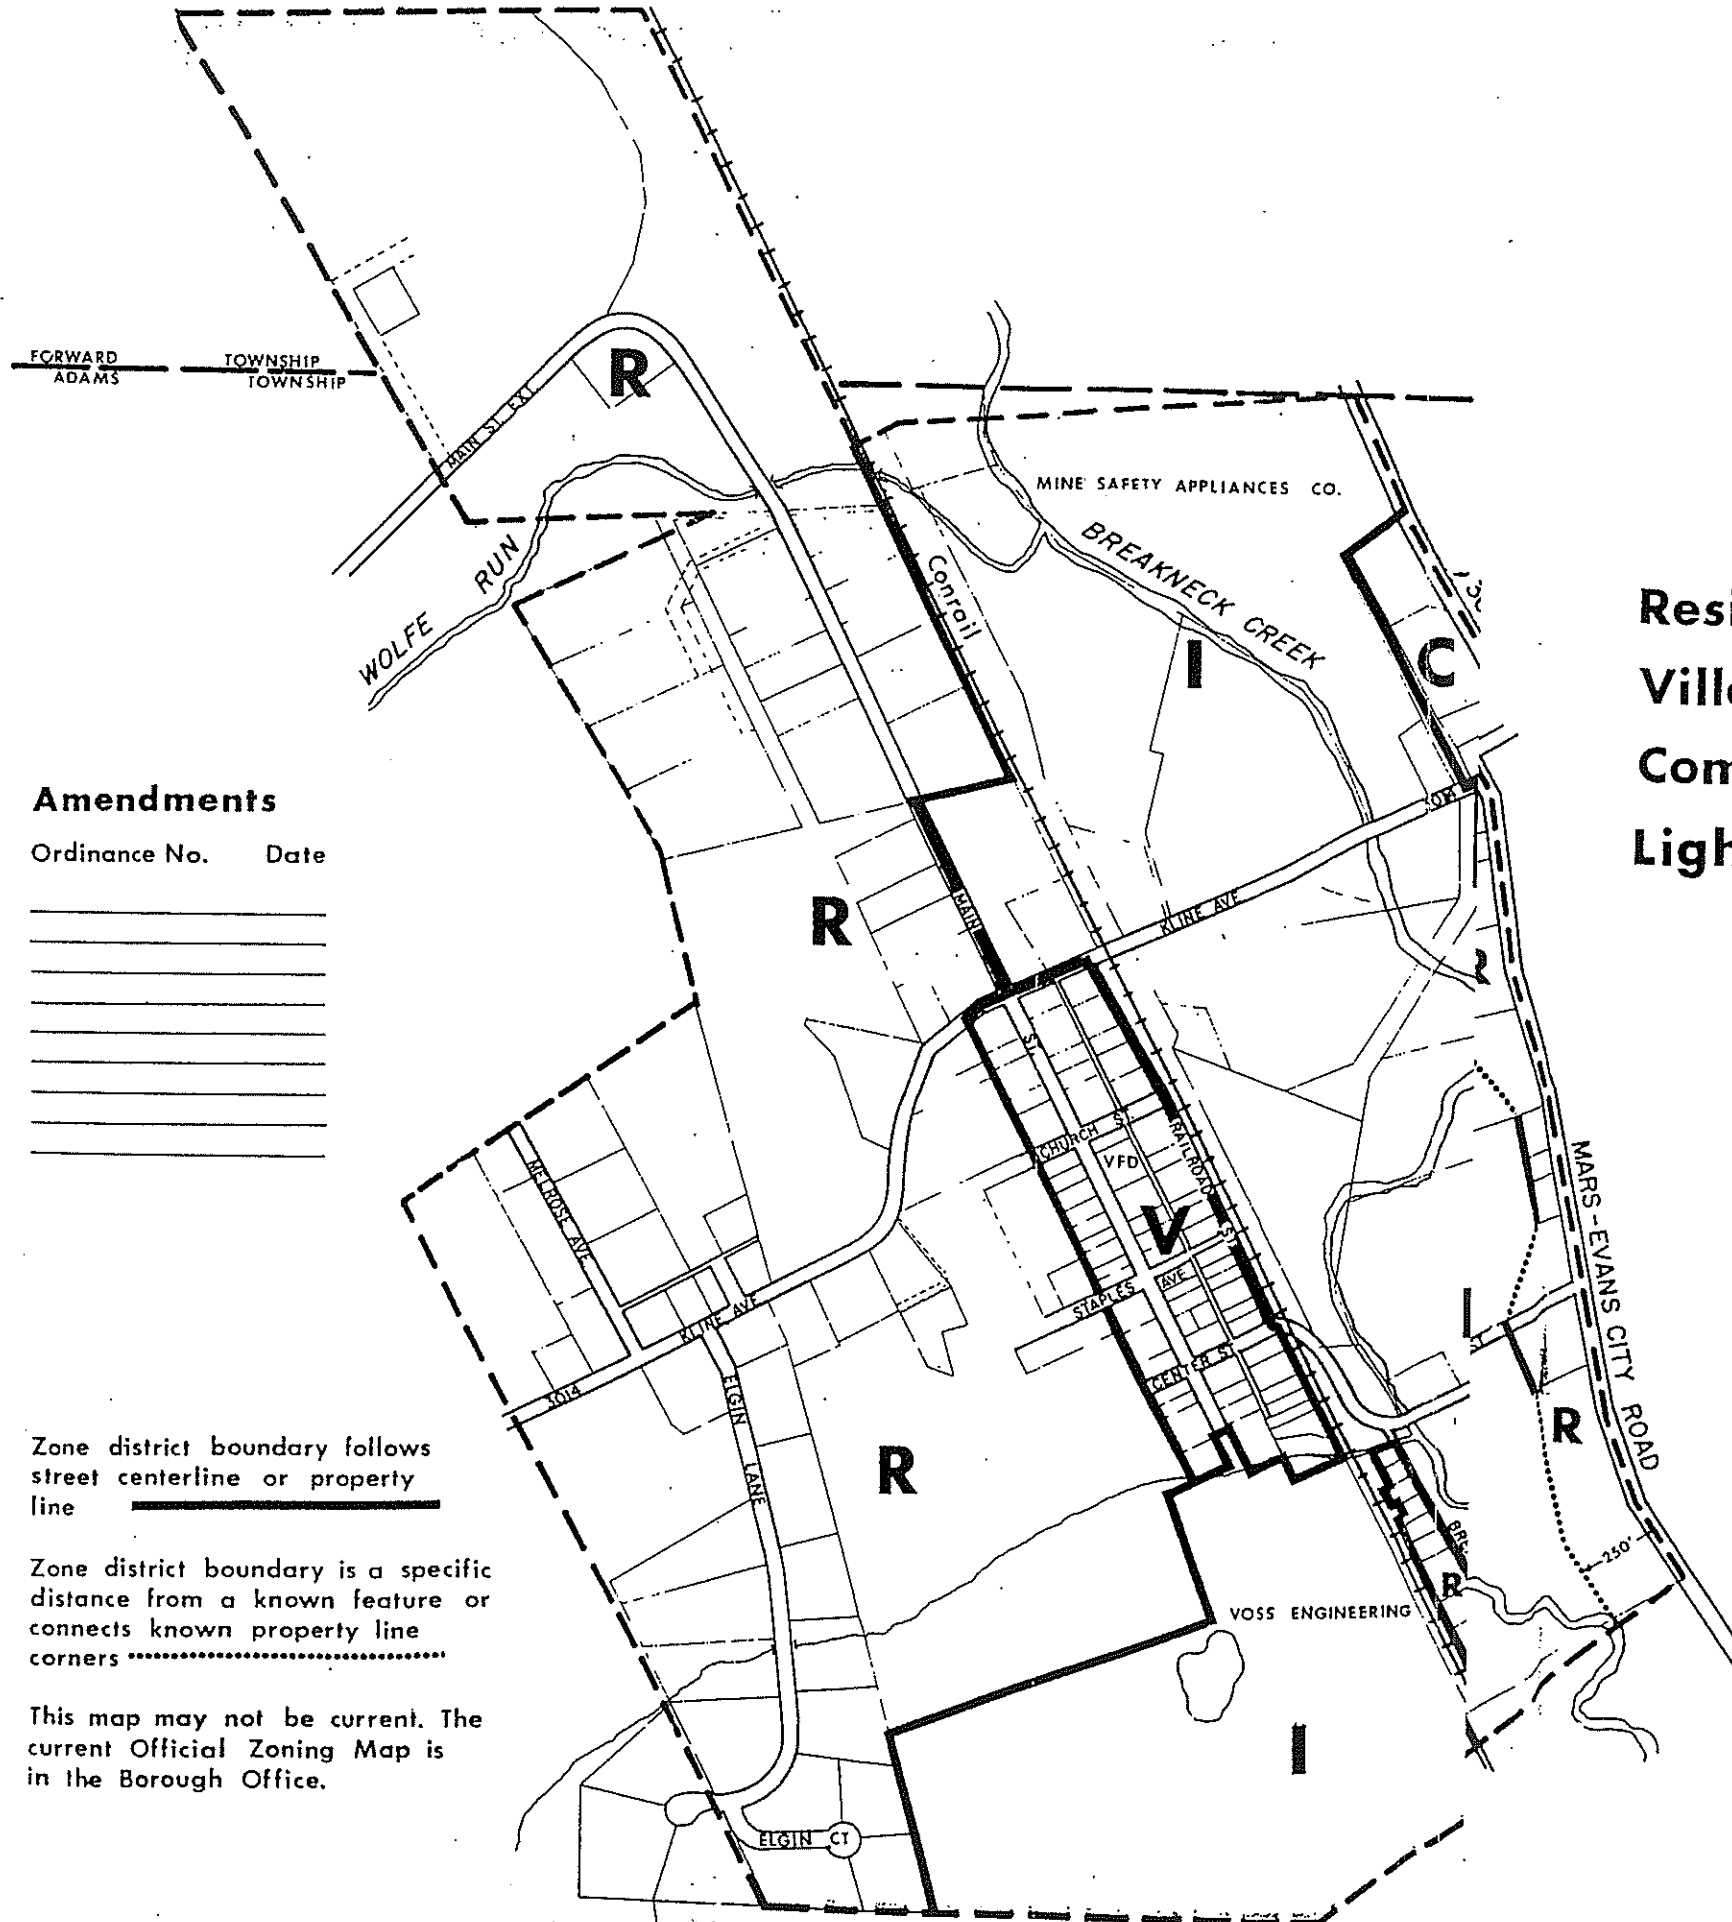 FORWARD TOWNSHIP
ADAMS TOWNSHIP
R
MAIN ST. EXT.
MINE SAFETY APPLIANCES CO.
WOLFE RUN
Conrail
BREAKNECK CREEK
I
C
Resi
Ville
Com
Ligh
Amendments
Ordinance No. Date
3014
R
MAIN
KLINE AVE
ST.
CHURCH S
VFD
RAILROAD ST
V
MELROSE AVE
STAPLES AVE
KLINE AVE
CENTER S
MARS-EVANS CITY ROAD
I
3014
ELGIN LANE
R
R
Zone district boundary follows
street centerline or property
line
Zone district boundary is a specific
distance from a known feature or
connects known property line
corners
250'
BRE
R
VOSS ENGINEERING
This map may not be current. The
current Official Zoning Map is
in the Borough Office.
I
ELGIN CT